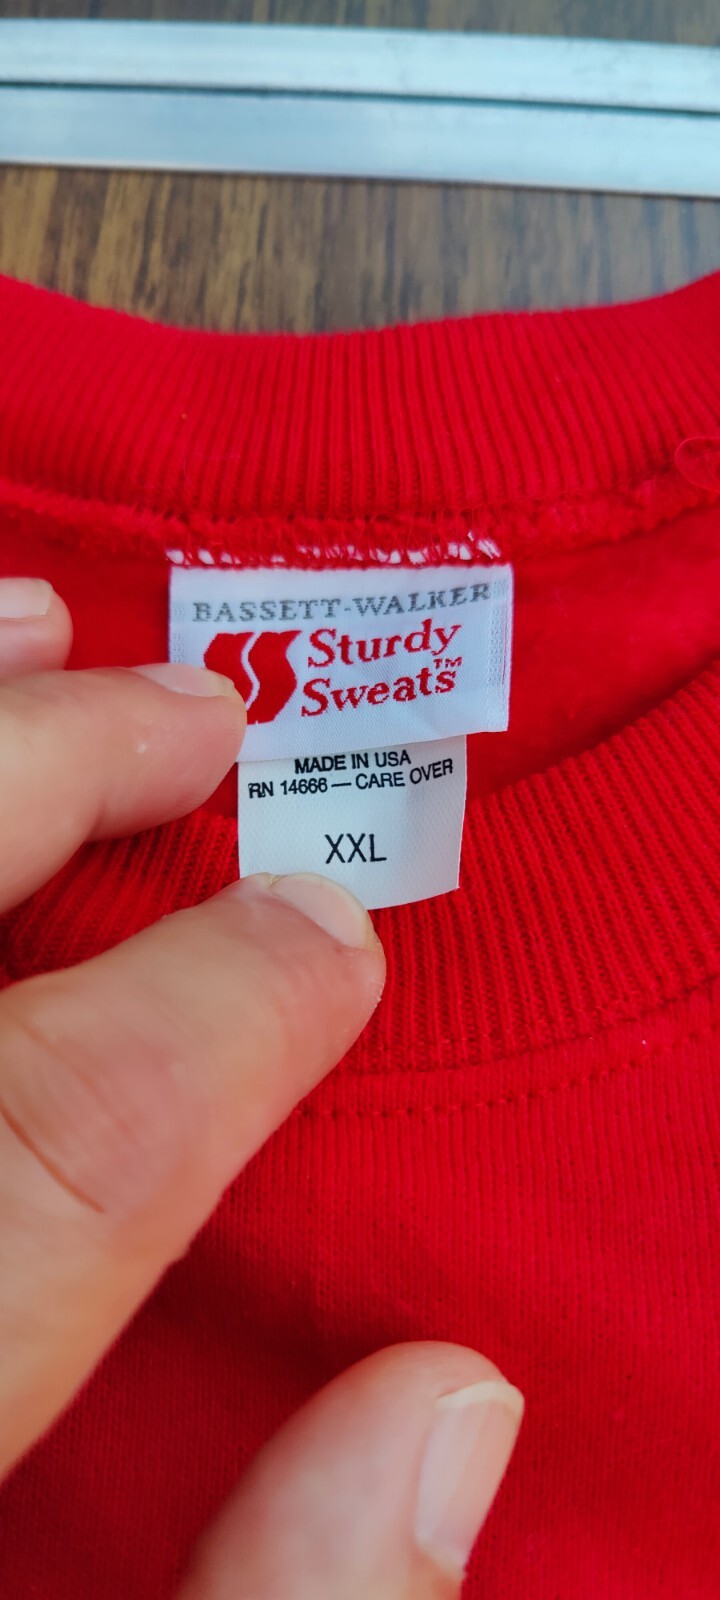 BASSETT-WALKER
Sturdy
Sweats™
MADE IN USA
RN 14666 — CARE OVER
XXL